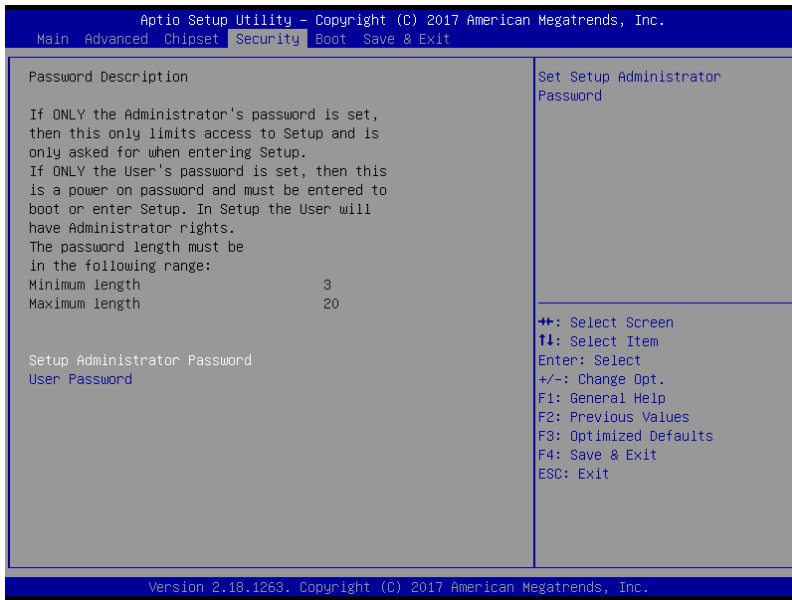 Aptio Setup Utility – Copyright (C) 2017 American Megatrends, Inc.
Main Advanced Chipset Security Boot Save & Exit
Password Description
If ONLY the Administrator's password is set,
then this only limits access to Setup and is
only asked for when entering Setup.
If ONLY the User's password is set, then this
is a power on password and must be entered to
boot or enter Setup. In Setup the User will
have Administrator rights.
The password length must be
in the following range:
Minimum length 3
Maximum length 20
Setup Administrator Password
User Password
Set Setup Administrator
Password
→←: Select Screen
↑↓: Select Item
Enter: Select
+/-: Change Opt.
F1: General Help
F2: Previous Values
F3: Optimized Defaults
F4: Save & Exit
ESC: Exit
Version 2.18.1263. Copyright (C) 2017 American Megatrends, Inc.